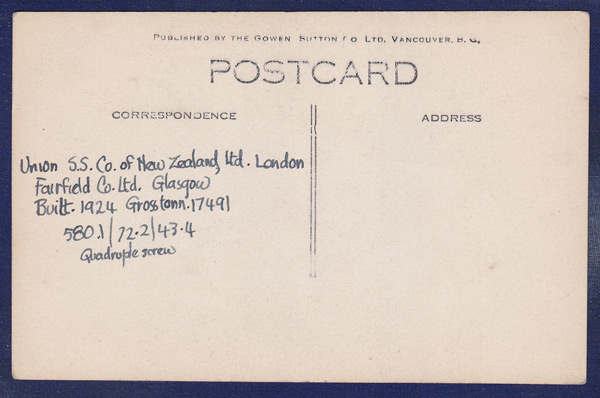 PUBLISHED BY THE GOWEN SUTTON CO. LTD, VANCOUVER, B. C.
POSTCARD
CORRESPONDENCE
ADDRESS
Union S.S. Co. of New Zealand, Ltd. London
Fairfield Co. Ltd. Glasgow
Built. 1924 Grosstonn. 17491
580.1/72.2/43.4
Quadruple screw